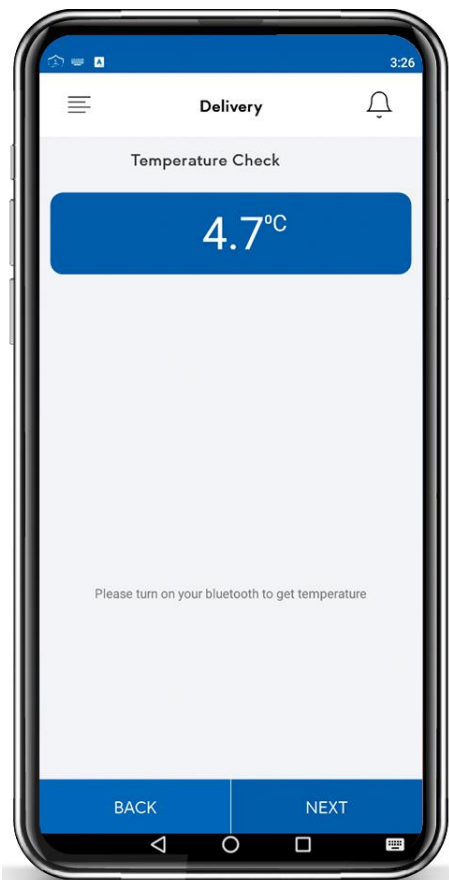 3:26
Delivery
Temperature Check
4.7°C
Please turn on your bluetooth to get temperature
BACK
NEXT